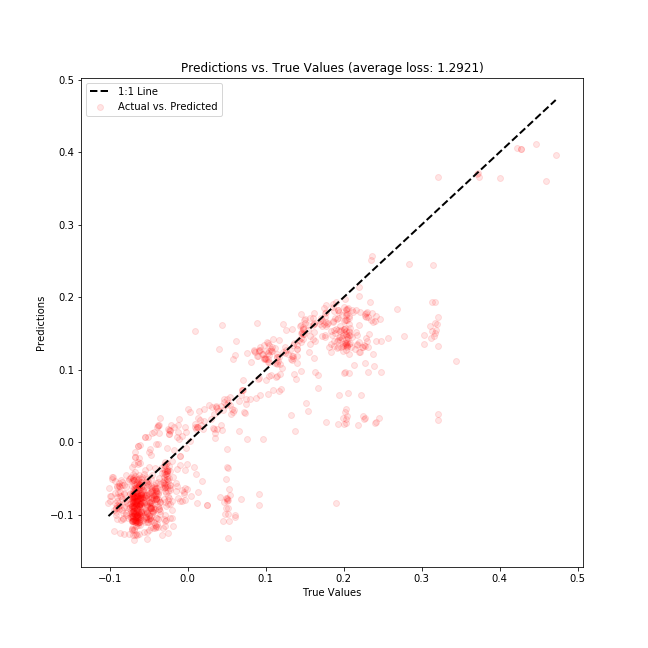 Predictions vs. True Values (average loss: 1.2921)
1:1 Line
Actual vs. Predicted
0.5
0.4
0.3
0.2
0.1
0.0
−0.1
Predictions
−0.1 0.0 0.1 0.2 0.3 0.4 0.5
True Values